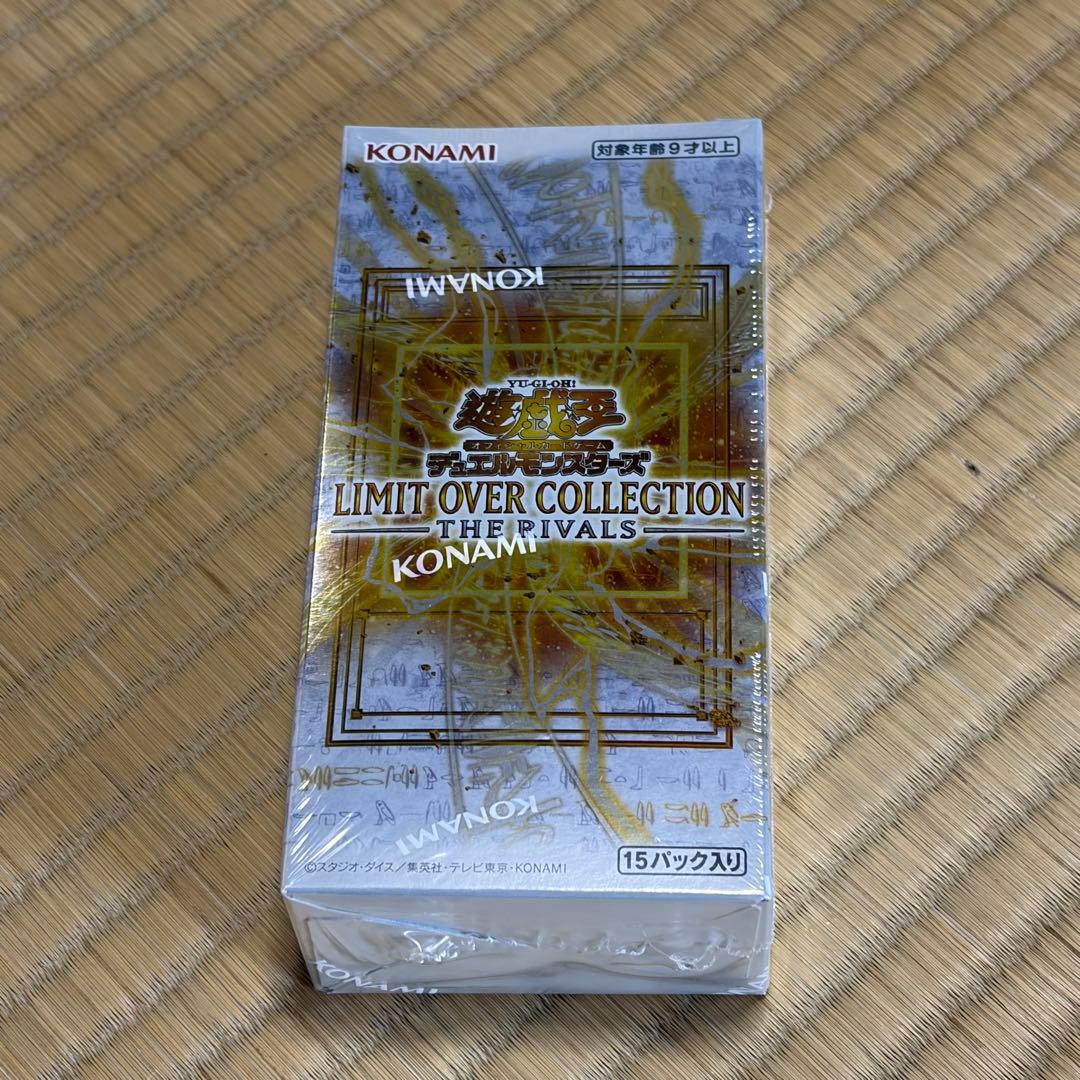 KONAMI
対象年齢9才以上
KONAMI
YU-GI-OH!
遊戯王
オフィシャルカードゲーム
デュエルモンスターズ
LIMIT OVER COLLECTION
THE RIVALS
KONAMI
KONAMI
15パック入り
©スタジオ・ダイス/集英社・テレビ東京・KONAMI
KONAMI